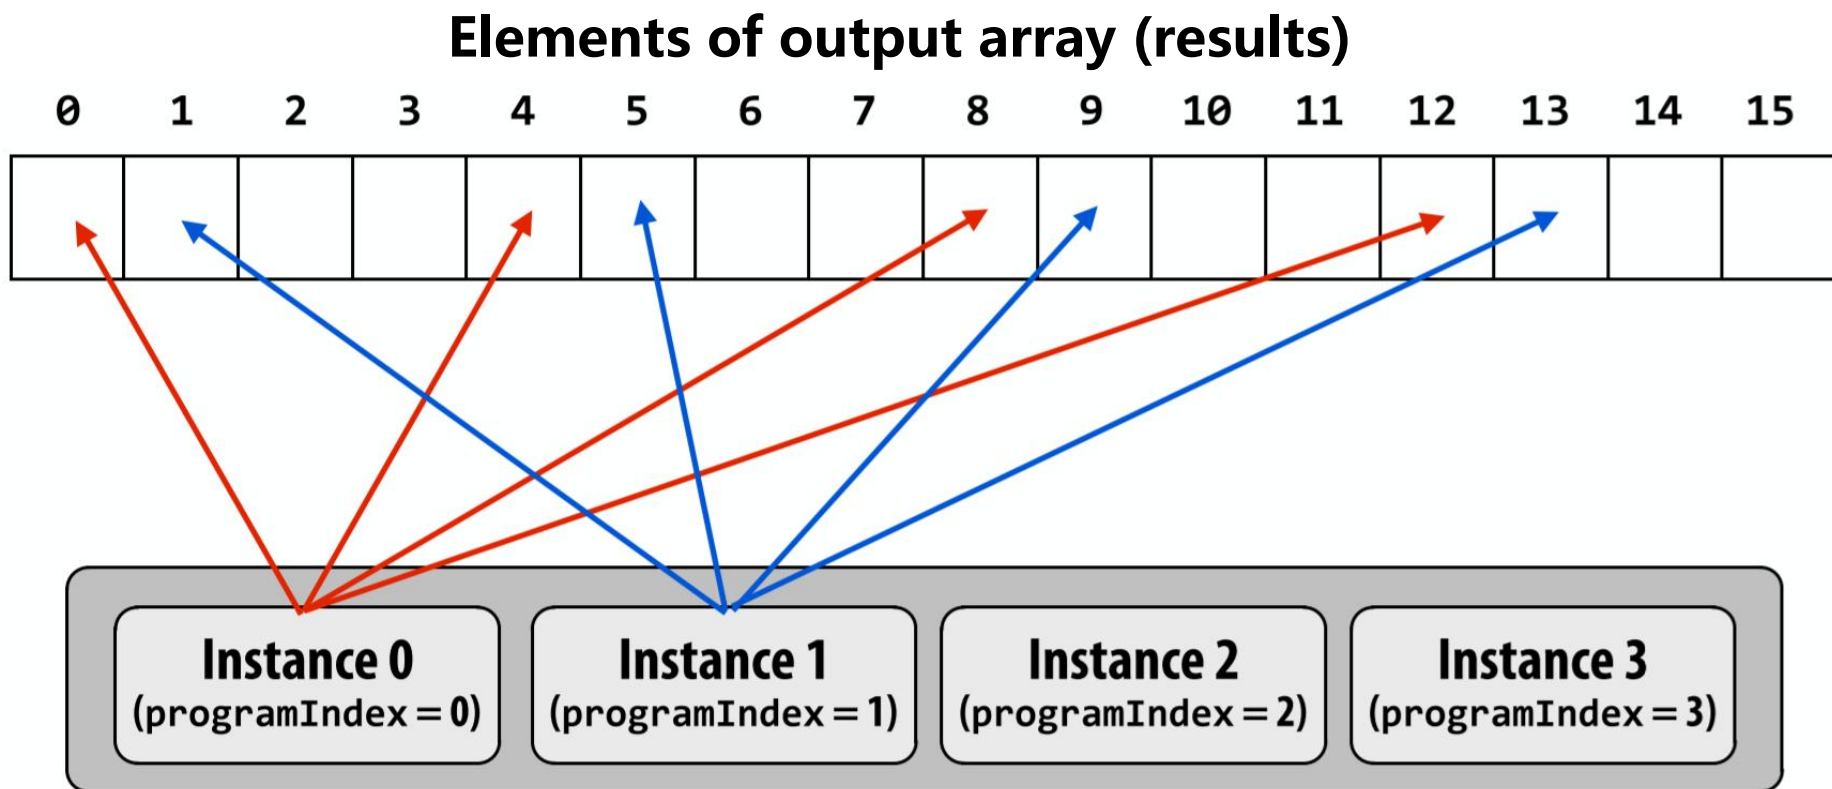 Elements of output array (results)
0 1 2 3 4 5 6 7 8 9 10 11 12 13 14 15
Instance 0 Instance 1 Instance 2 Instance 3
(programIndex = 0) (programIndex = 1) (programIndex = 2) (programIndex = 3)